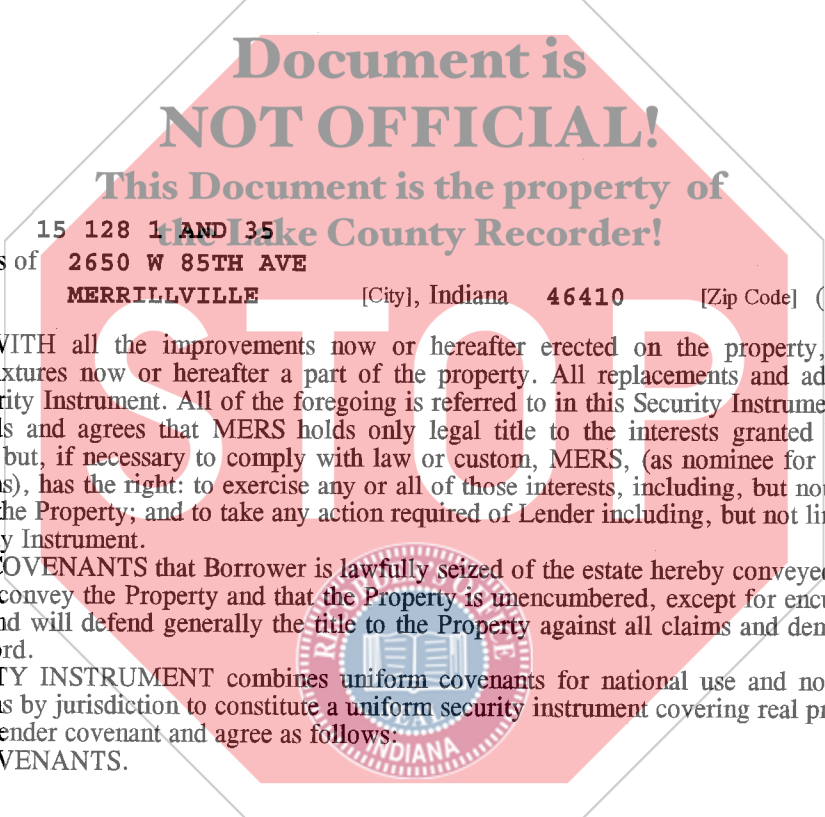 Document is
NOT OFFICIAL!
This Document is the property of
the Lake County Recorder!
15 128 1 AND 35
s of 2650 W 85TH AVE
MERRILLVILLE [City], Indiana 46410 [Zip Code] (
STOP
WITH all the improvements now or hereafter erected on the property,
xtures now or hereafter a part of the property. All replacements and ad
rity Instrument. All of the foregoing is referred to in this Security Instrume
ds and agrees that MERS holds only legal title to the interests granted
but, if necessary to comply with law or custom, MERS, (as nominee for
ns), has the right: to exercise any or all of those interests, including, but no
the Property; and to take any action required of Lender including, but not li
y Instrument.
COVENANTS that Borrower is lawfully seized of the estate hereby conveyed
convey the Property and that the Property is unencumbered, except for encu
nd will defend generally the title to the Property against all claims and dem
ord.
TY INSTRUMENT combines uniform covenants for national use and no
ns by jurisdiction to constitute a uniform security instrument covering real pr
ender covenant and agree as follows:
VENANTS.
SEAL
INDIANA